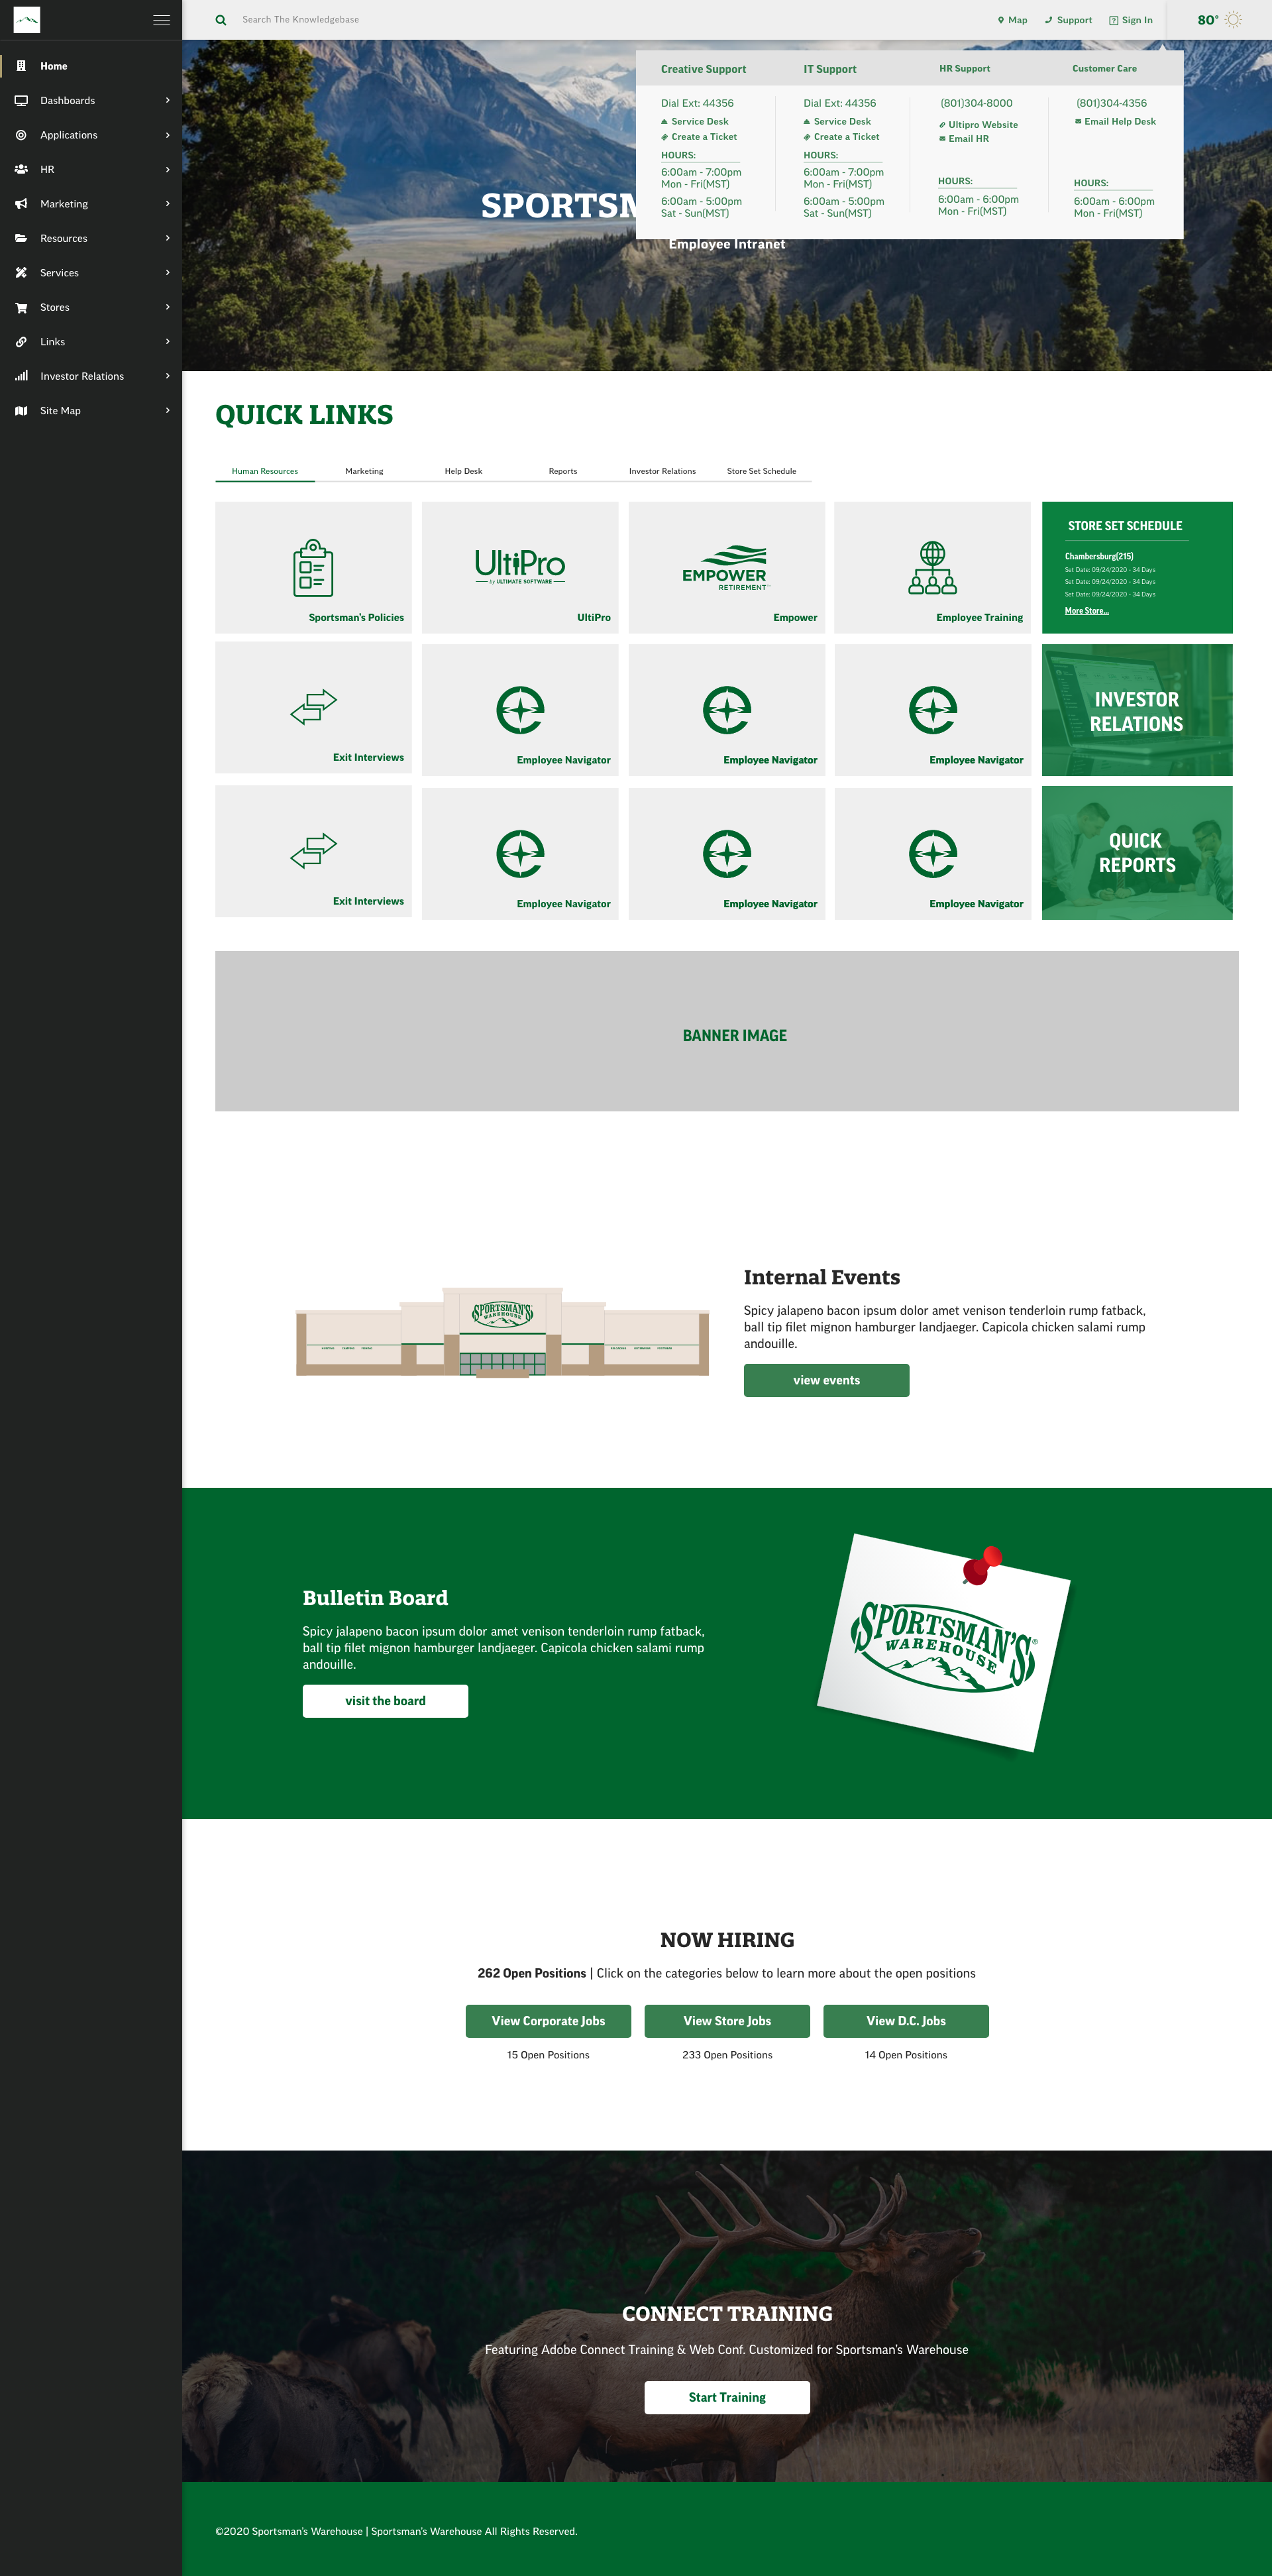 Search The Knowledgebase
Map
Support
Sign In
80°
Home
Dashboards
Applications
HR
Marketing
Resources
Services
Stores
Links
Investor Relations
Site Map
Creative Support
Dial Ext: 44356
Service Desk
Create a Ticket
HOURS:
6:00am - 7:00pm
Mon - Fri(MST)
6:00am - 5:00pm
Sat - Sun(MST)
IT Support
Dial Ext: 44356
Service Desk
Create a Ticket
HOURS:
6:00am - 7:00pm
Mon - Fri(MST)
6:00am - 5:00pm
Sat - Sun(MST)
HR Support
(801)304-8000
Ultipro Website
Email HR
HOURS:
6:00am - 6:00pm
Mon - Fri(MST)
Customer Care
(801)304-4356
Email Help Desk
HOURS:
6:00am - 6:00pm
Mon - Fri(MST)
SPORTSM
Employee Intranet
QUICK LINKS
Human Resources
Marketing
Help Desk
Reports
Investor Relations
Store Set Schedule
Sportsman's Policies
UltiPro
by ULTIMATE SOFTWARE
UltiPro
EMPOWER
RETIREMENT™
Empower
Employee Training
STORE SET SCHEDULE
Chambersburg(215)
Set Date: 09/24/2020 - 34 Days
Set Date: 09/24/2020 - 34 Days
Set Date: 09/24/2020 - 34 Days
More Store...
Exit Interviews
Employee Navigator
Employee Navigator
Employee Navigator
INVESTOR
RELATIONS
Exit Interviews
Employee Navigator
Employee Navigator
Employee Navigator
QUICK
REPORTS
BANNER IMAGE
SPORTSMAN'S
WAREHOUSE
Internal Events
Spicy jalapeno bacon ipsum dolor amet venison tenderloin rump fatback,
ball tip filet mignon hamburger landjaeger. Capicola chicken salami rump
andouille.
view events
Bulletin Board
Spicy jalapeno bacon ipsum dolor amet venison tenderloin rump fatback,
ball tip filet mignon hamburger landjaeger. Capicola chicken salami rump
andouille.
visit the board
SPORTSMAN'S®
WAREHOUSE
NOW HIRING
262 Open Positions | Click on the categories below to learn more about the open positions
View Corporate Jobs
View Store Jobs
View D.C. Jobs
15 Open Positions
233 Open Positions
14 Open Positions
CONNECT TRAINING
Featuring Adobe Connect Training & Web Conf. Customized for Sportsman's Warehouse
Start Training
©2020 Sportsman's Warehouse | Sportsman's Warehouse All Rights Reserved.